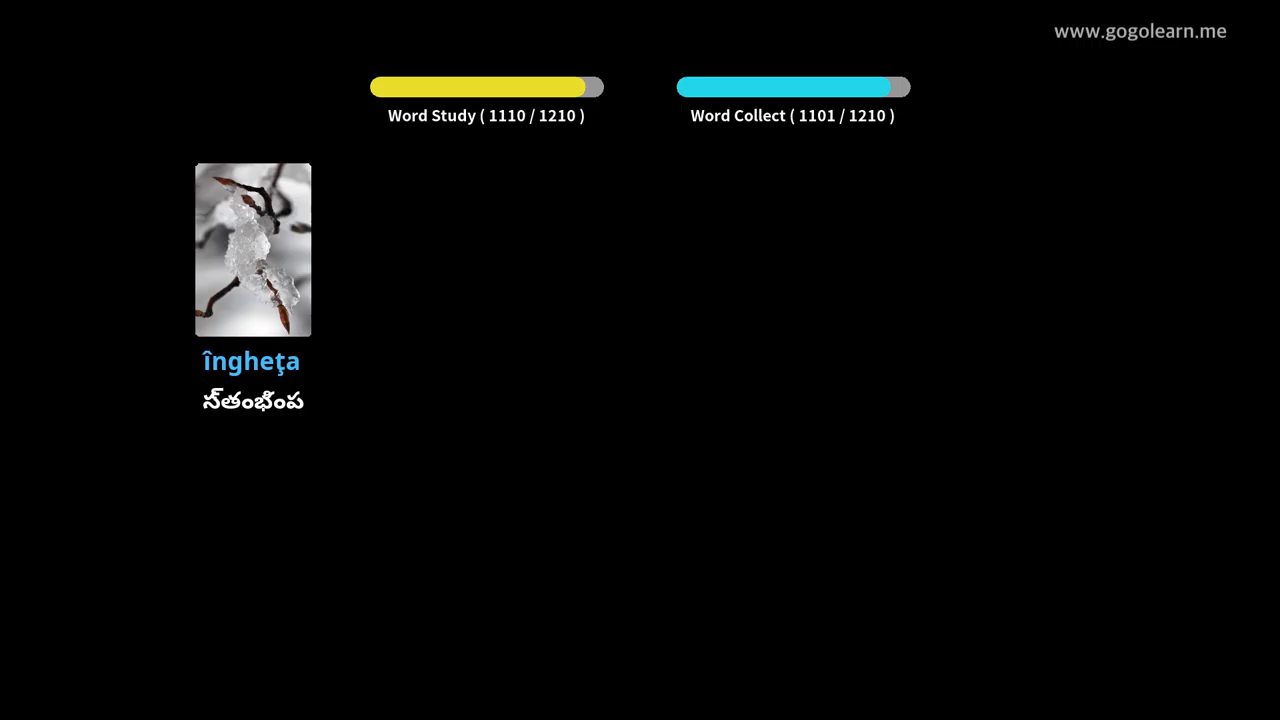 www.gogolearn.me
Word Study ( 1110 / 1210 )
Word Collect ( 1101 / 1210 )
îngheţa
స్తంభింప